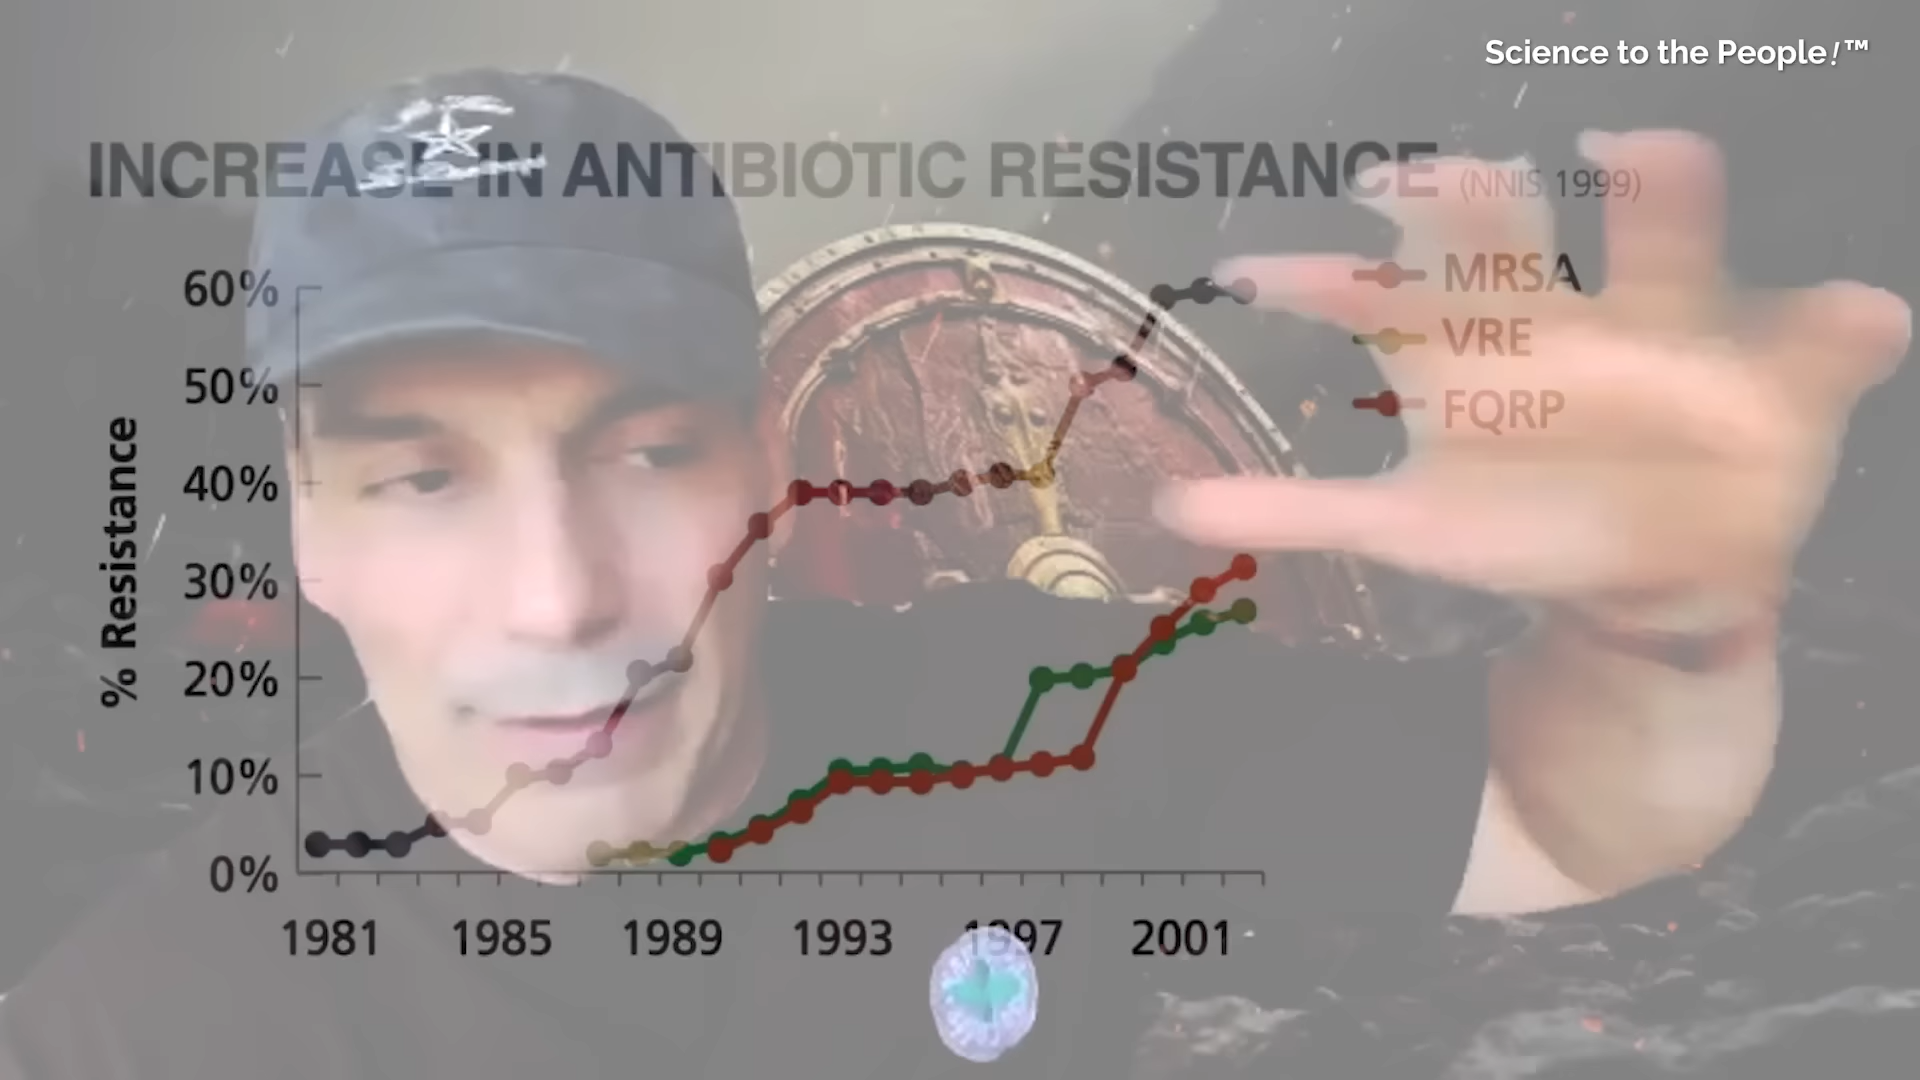 Science to the People!™
INCREASE IN ANTIBIOTIC RESISTANCE (NNIS 1999)
60%
50%
40%
30%
20%
10%
0%
% Resistance
MRSA
VRE
FQRP
1981 1985 1989 1993 1997 2001